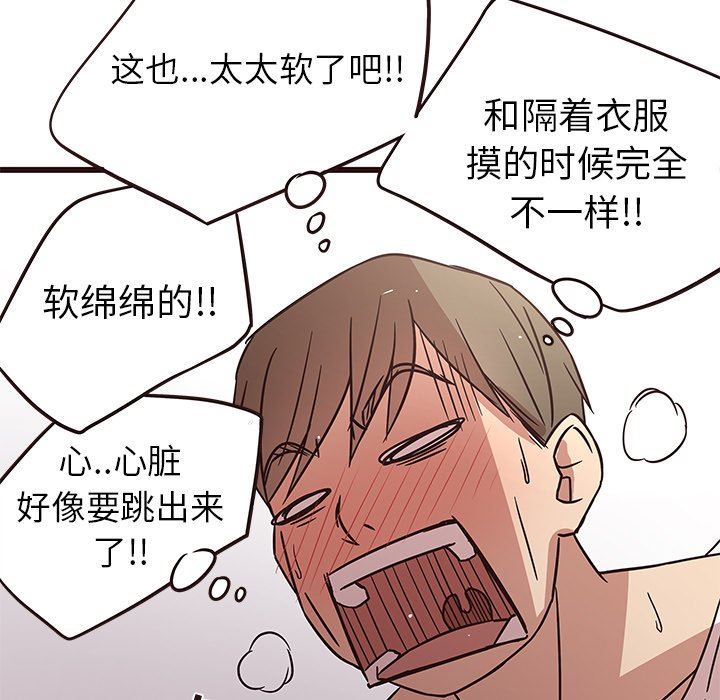 这也...太太软了吧!!
和隔着衣服
摸的时候完全
不一样!!
软绵绵的!!
心..心脏
好像要跳出来
了!!